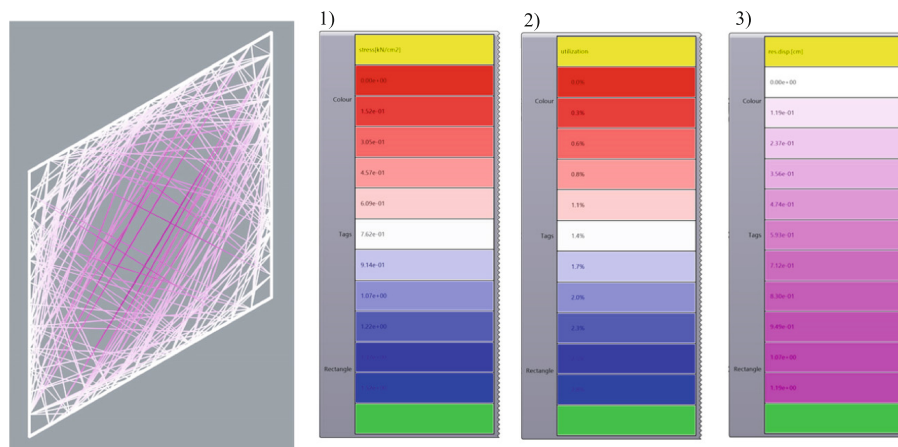 1)
stress[kN/cm2]
0.00e+00
Colour
1.52e-01
3.05e-01
4.57e-01
6.09e-01
Tags
7.62e-01
9.14e-01
1.07e+00
1.22e+00
Rectangle
2)
utilization
0.0%
Colour
0.3%
0.6%
0.8%
1.1%
Tags
1.4%
1.7%
2.0%
2.3%
Rectangle
3)
res.disp.[cm]
0.00e+00
Colour
1.19e-01
2.37e-01
3.56e-01
4.74e-01
Tags
5.93e-01
7.12e-01
8.30e-01
9.49e-01
1.07e+00
Rectangle
1.19e+00